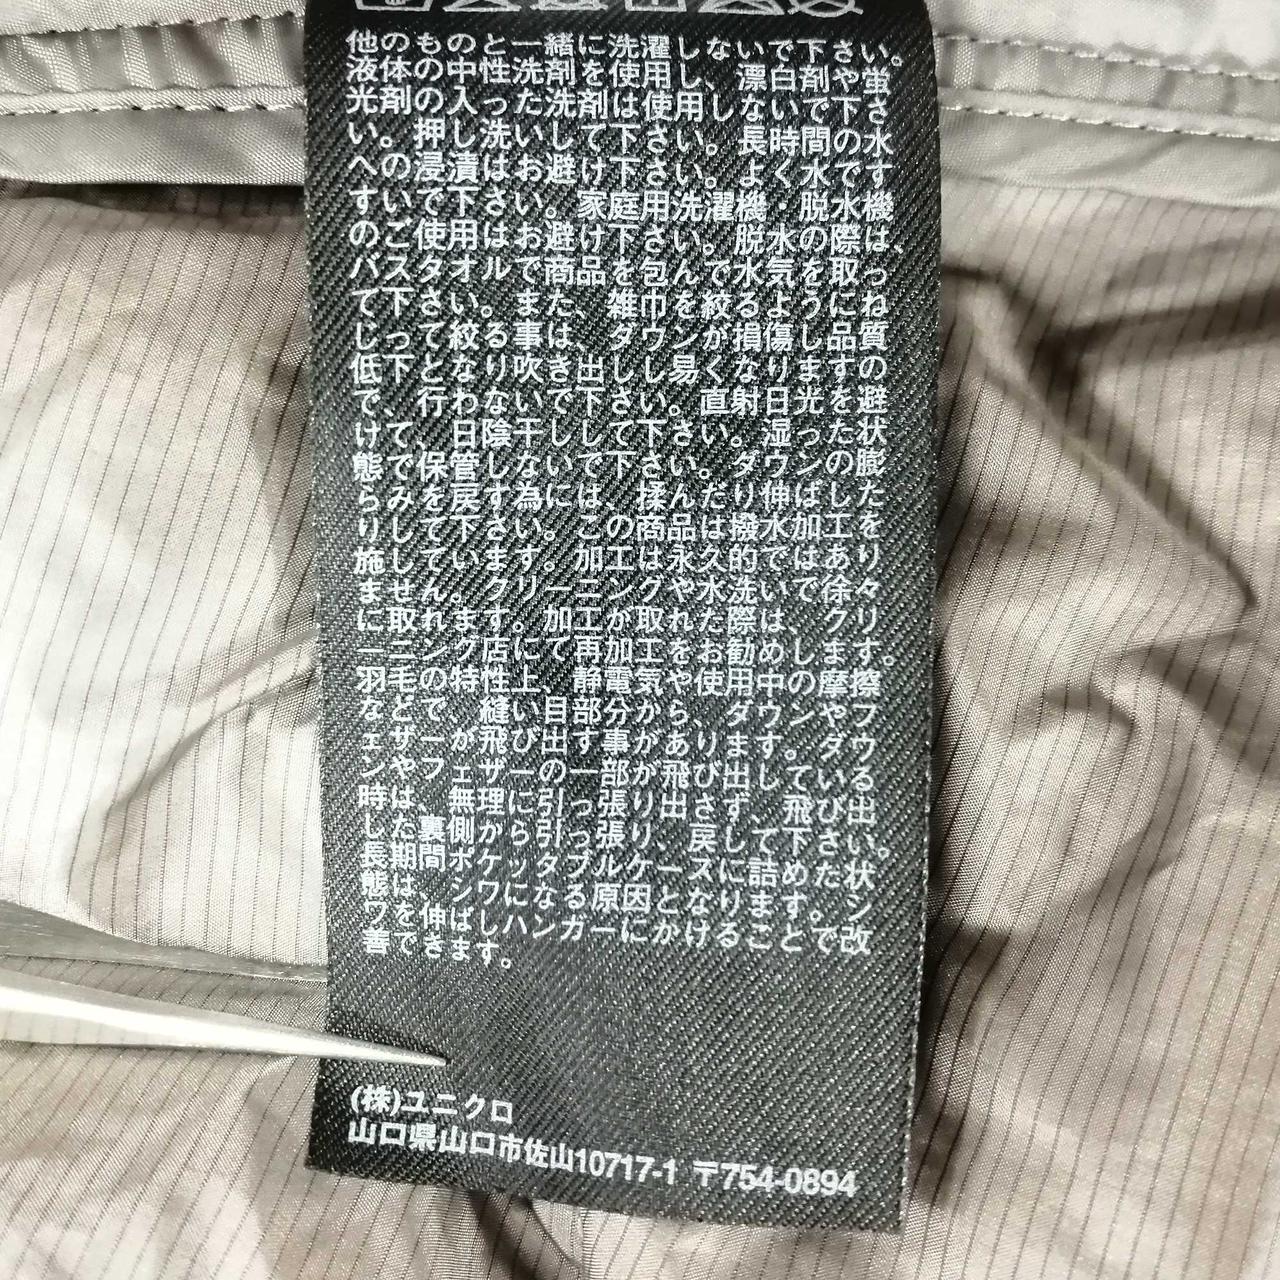 他のものと一緒に洗濯しないで下さい。
液体の中性洗剤を使用し、漂白剤や蛍
光剤の入った洗剤は使用しないで下さ
い。押し洗いして下さい。長時間の水
への浸漬はお避け下さい。よく水です
すいで下さい。家庭用洗濯機・脱水機
のご使用はお避け下さい。脱水の際は、
バスタオルで商品を包んで水気を取っ
て下さい。また、雑巾を絞るようにね
じって絞る事は、ダウンが損傷し品質
低下となり吹き出しし易くなりますの
で、行わないで下さい。直射日光を避
けて、日陰干しして下さい。湿った状
態で保管しないで下さい。ダウンの膨
らみを戻す為には、揉んだり伸ばした
りして下さい。この商品は撥水加工を
施しています。加工は永久的ではあり
ません。クリーニングや水洗いで徐々
に取れます。加工が取れた際は、クリ
ーニング店にて再加工をお勧めします。
羽毛の特性上、静電気や使用中の摩擦
などで、縫い目部分から、ダウンやフ
ェザーが飛び出す事があります。ダウ
ンやフェザーの一部が飛び出している
時は、無理に引っ張り出さず、飛び出
した裏側から引っ張り、戻して下さい。
長期間ポケッタブルケースに詰めた状
態は、シワになる原因となります。シ
ワを伸ばしハンガーにかけることで改
善できます。
(株)ユニクロ
山口県山口市佐山10717-1 〒754-0894